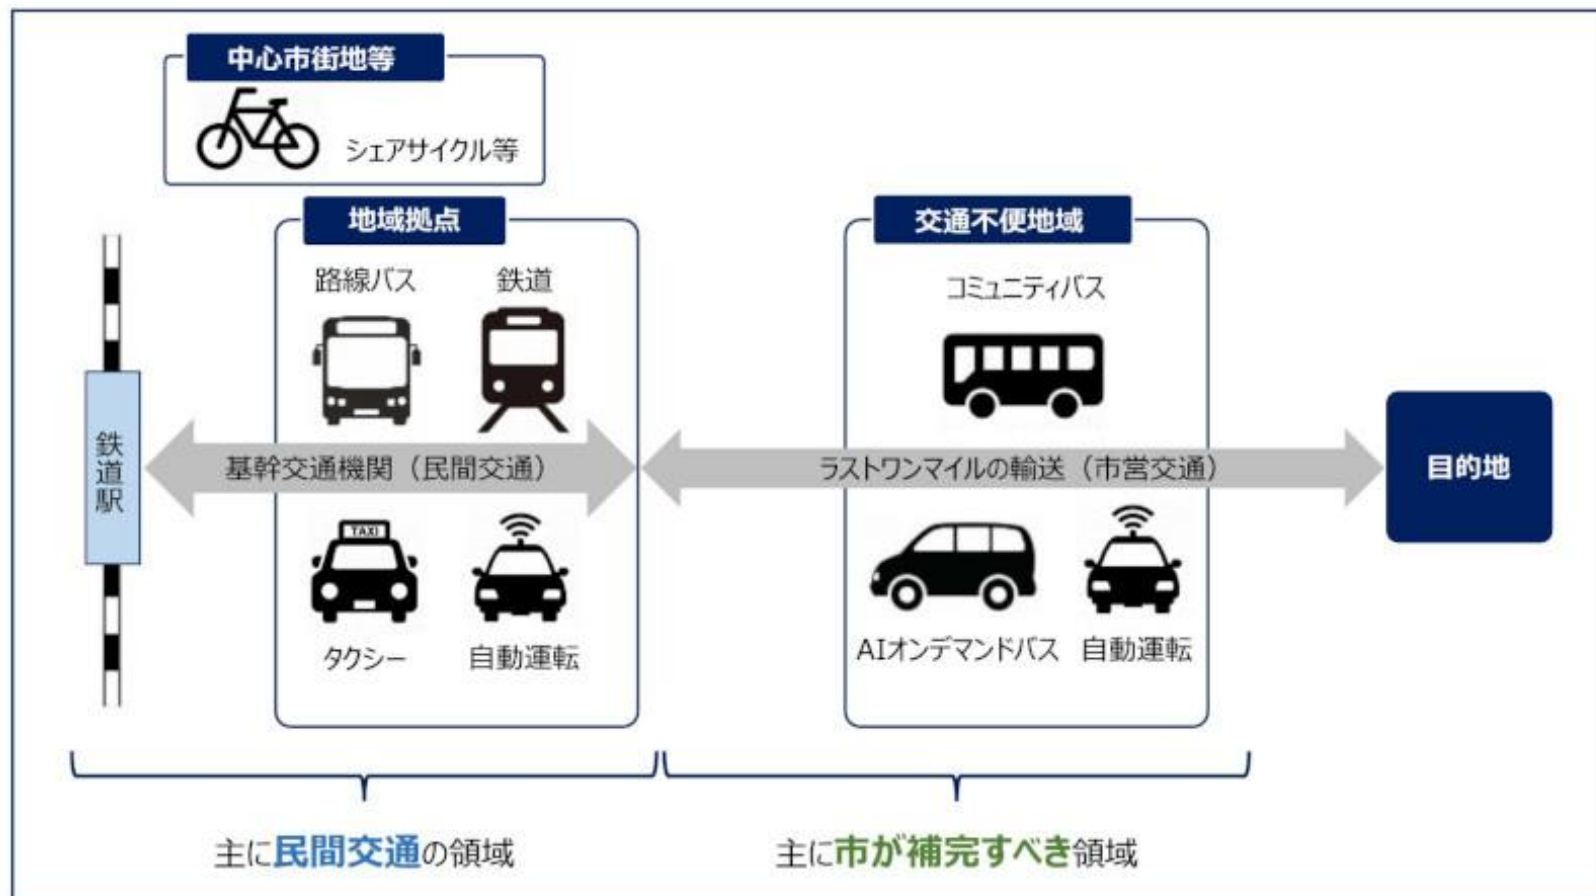 中心市街地等
シェアサイクル等
地域拠点
路線バス
鉄道
鉄道駅
基幹交通機関（民間交通）
TAXI
タクシー
自動運転
交通不便地域
コミュニティバス
ラストワンマイルの輸送（市営交通）
AIオンデマンドバス
自動運転
目的地
主に民間交通の領域
主に市が補完すべき領域